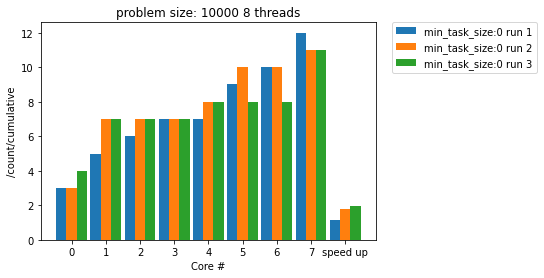 problem size: 10000 8 threads
min_task_size:0 run 1
min_task_size:0 run 2
min_task_size:0 run 3
/count/cumulative
12
10
8
6
4
2
0
0 1 2 3 4 5 6 7 speed up
Core #